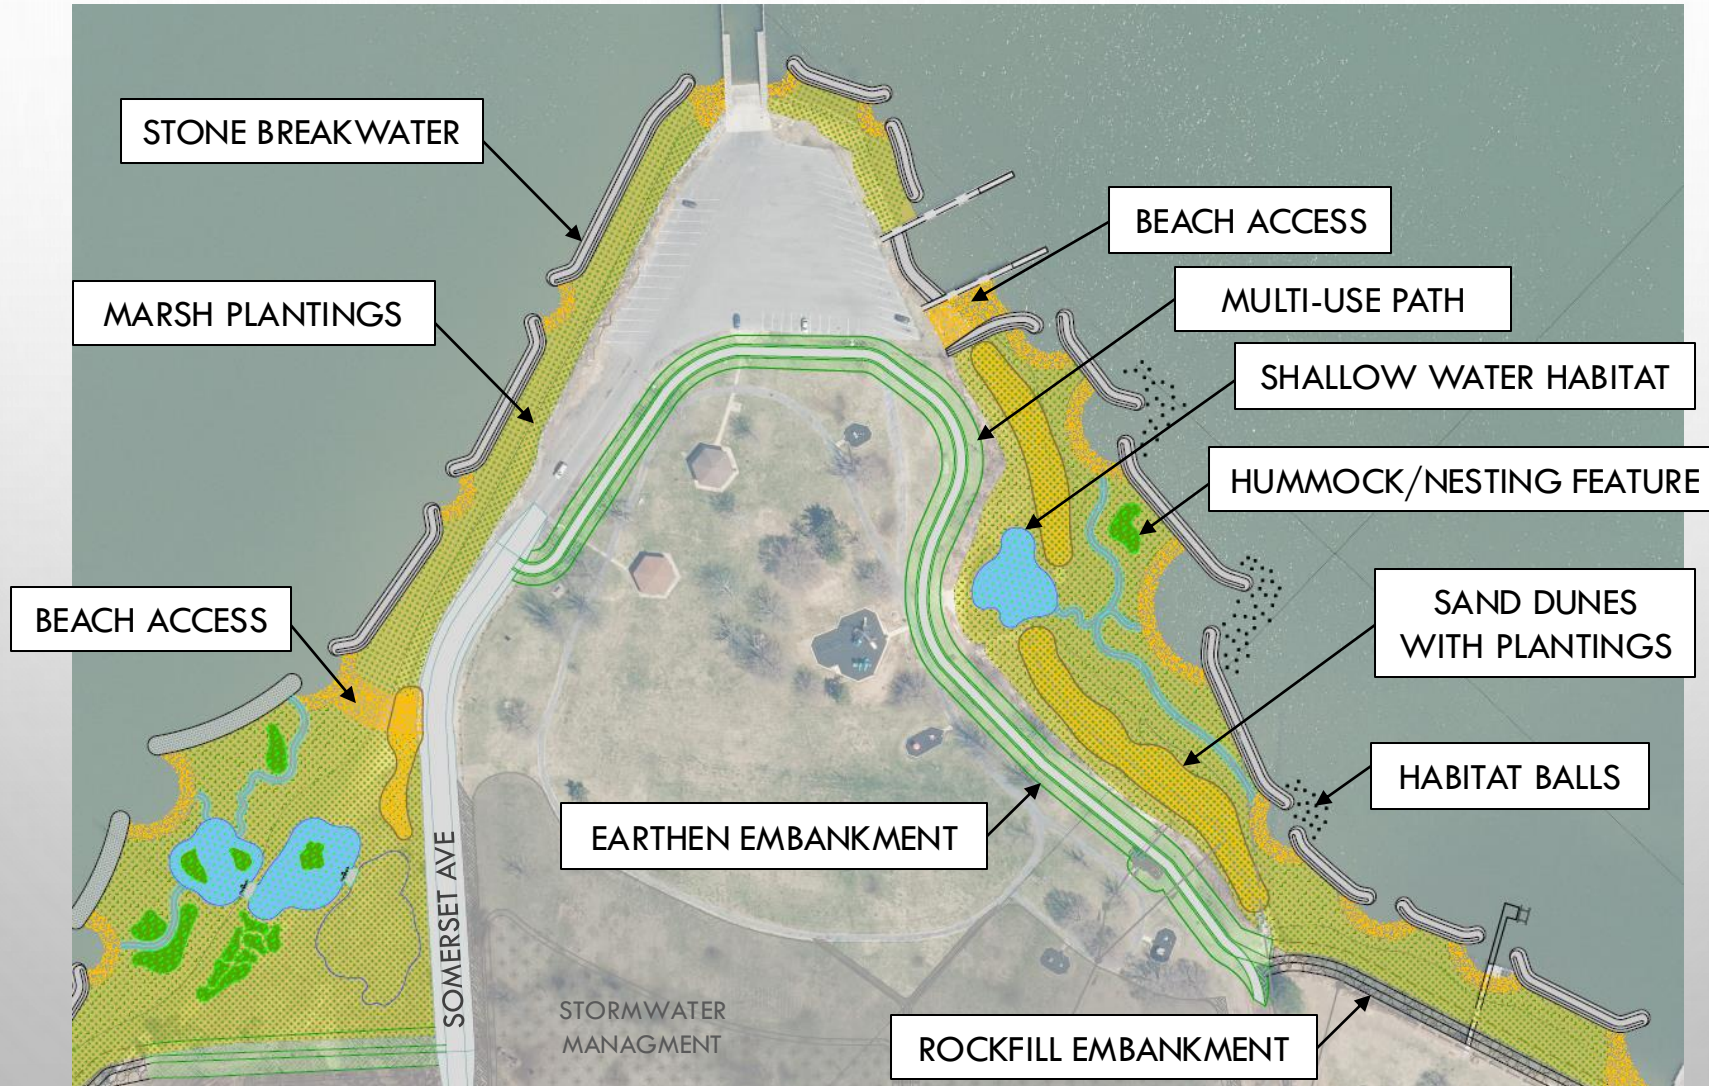 STONE BREAKWATER
BEACH ACCESS
MULTI-USE PATH
MARSH PLANTINGS
SHALLOW WATER HABITAT
HUMMOCK/NESTING FEATURE
BEACH ACCESS
SAND DUNES
WITH PLANTINGS
HABITAT BALLS
EARTHEN EMBANKMENT
SOMERSET AVE
STORMWATER
MANAGMENT
ROCKFILL EMBANKMENT